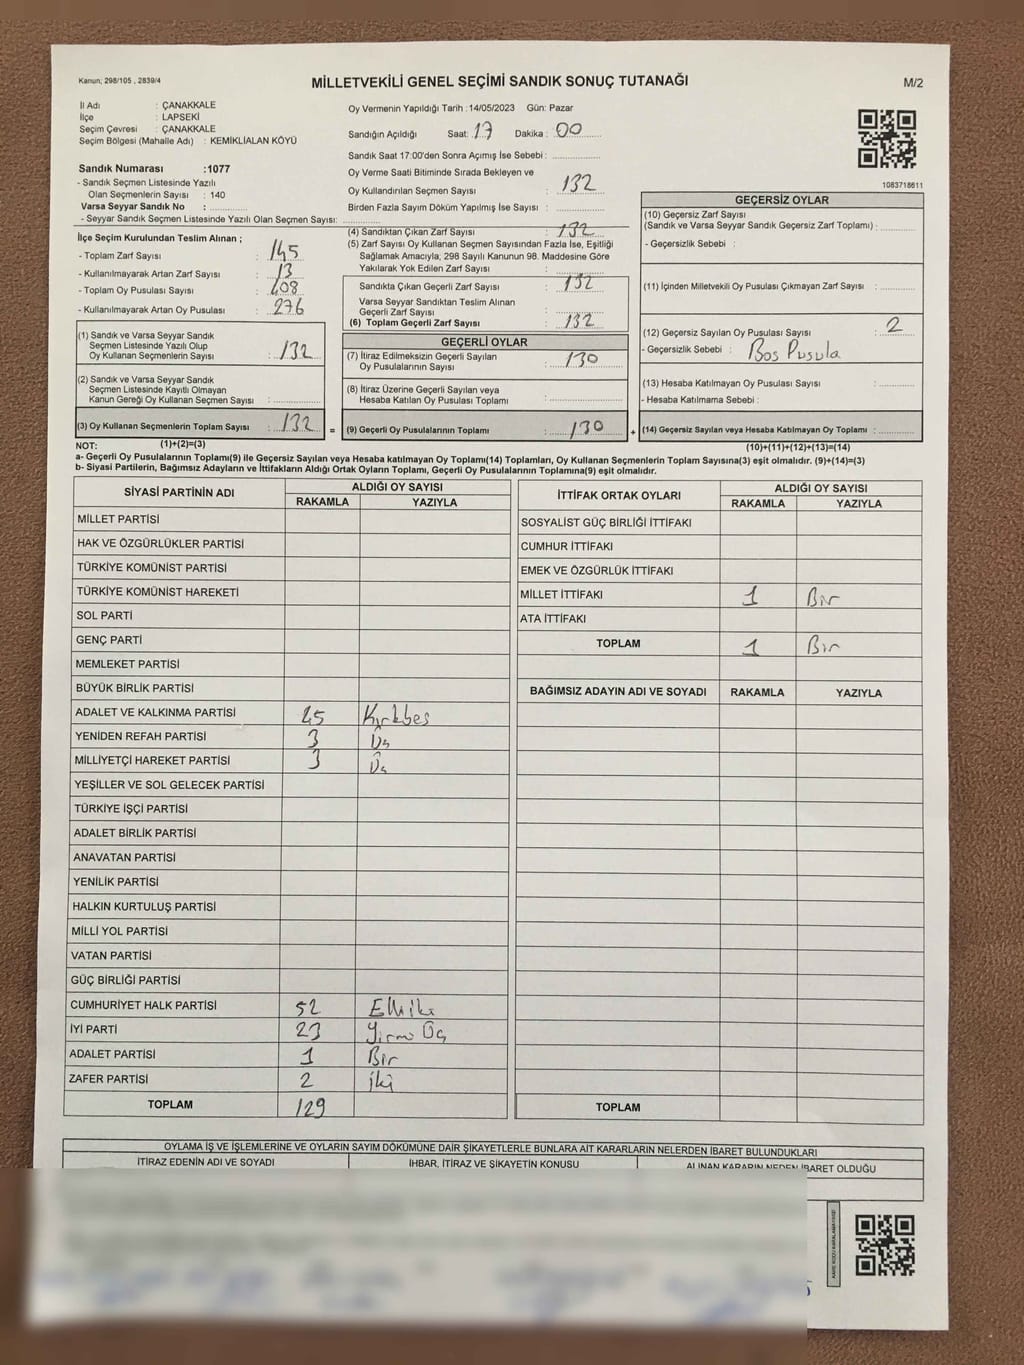 Kanun; 298/105 , 2839/4
MİLLETVEKİLİ GENEL SEÇİMİ SANDIK SONUÇ TUTANAĞI
M/2
İl Adı : ÇANAKKALE
İlçe : LAPSEKİ
Seçim Çevresi : ÇANAKKALE
Seçim Bölgesi (Mahalle Adı) : KEMİKLİALAN KÖYÜ
Sandık Numarası :1077
- Sandık Seçmen Listesinde Yazılı
Olan Seçmenlerin Sayısı : 140
Varsa Seyyar Sandık No :
- Seyyar Sandık Seçmen Listesinde Yazılı Olan Seçmen Sayısı:
Oy Vermenin Yapıldığı Tarih :14/05/2023 Gün: Pazar
Sandığın Açıldığı Saat: 17 Dakika : 00
Sandık Saat 17:00'den Sonra Açımış İse Sebebi :
Oy Verme Saati Bitiminde Sırada Bekleyen ve
Oy Kullandırılan Seçmen Sayısı : 132
Birden Fazla Sayım Döküm Yapılmış İse Sayısı :
1083718611
İlçe Seçim Kurulundan Teslim Alınan ;
- Toplam Zarf Sayısı : 145
- Kullanılmayarak Artan Zarf Sayısı : 13
- Toplam Oy Pusulası Sayısı : 408
- Kullanılmayarak Artan Oy Pusulası : 276
(1) Sandık ve Varsa Seyyar Sandık
Seçmen Listesinde Yazılı Olup
Oy Kullanan Seçmenlerin Sayısı : 132
(2) Sandık ve Varsa Seyyar Sandık
Seçmen Listesinde Kayıtlı Olmayan
Kanun Gereği Oy Kullanan Seçmen Sayısı :
(3) Oy Kullanan Seçmenlerin Toplam Sayısı : 132 =
(4) Sandıktan Çıkan Zarf Sayısı : 132
(5) Zarf Sayısı Oy Kullanan Seçmen Sayısından Fazla İse, Eşitliği
Sağlamak Amacıyla, 298 Sayılı Kanunun 98. Maddesine Göre
Yakılarak Yok Edilen Zarf Sayısı :
Sandıkta Çıkan Geçerli Zarf Sayısı : 132
Varsa Seyyar Sandıktan Teslim Alınan
Geçerli Zarf Sayısı :
(6) Toplam Geçerli Zarf Sayısı : 132
GEÇERLİ OYLAR
(7) İtiraz Edilmeksizin Geçerli Sayılan
Oy Pusulalarının Sayısı : 130
(8) İtiraz Üzerine Geçerli Sayılan veya
Hesaba Katılan Oy Pusulası Toplamı :
(9) Geçerli Oy Pusulalarının Toplamı : 130 +
GEÇERSİZ OYLAR
(10) Geçersiz Zarf Sayısı
(Sandık ve Varsa Seyyar Sandık Geçersiz Zarf Toplamı) :
- Geçersizlik Sebebi :
(11) İçinden Milletvekili Oy Pusulası Çıkmayan Zarf Sayısı :
(12) Geçersiz Sayılan Oy Pusulası Sayısı : 2
- Geçersizlik Sebebi : Boş Pusula
(13) Hesaba Katılmayan Oy Pusulası Sayısı :
- Hesaba Katılmama Sebebi :
(14) Geçersiz Sayılan veya Hesaba Katılmayan Oy Toplamı :
NOT: (1)+(2)=(3) (10)+(11)+(12)+(13)=(14)
a- Geçerli Oy Pusulaları Toplamı(9) ile Geçersiz Sayılan veya Hesaba katılmayan Oy Toplamı(14) Toplamları, Oy Kullanan Seçmenlerin Toplam Sayısına(3) eşit olmalıdır. (9)+(14)=(3)
b- Siyasi Partilerin, Bağımsız Adayların ve İttifakların Aldığı Ortak Oyların Toplamı, Geçerli Oy Pusulalarının Toplamına(9) eşit olmalıdır.
SİYASİ PARTİNİN ADI ALDIĞI OY SAYISI
RAKAMLA YAZIYLA
MİLLET PARTİSİ
HAK VE ÖZGÜRLÜKLER PARTİSİ
TÜRKİYE KOMÜNİST PARTİSİ
TÜRKİYE KOMÜNİST HAREKETİ
SOL PARTİ
GENÇ PARTİ
MEMLEKET PARTİSİ
BÜYÜK BİRLİK PARTİSİ
ADALET VE KALKINMA PARTİSİ 45 Kırkbeş
YENİDEN REFAH PARTİSİ 3 Üç
MİLLİYETÇİ HAREKET PARTİSİ 3 Üç
YEŞİLLER VE SOL GELECEK PARTİSİ
TÜRKİYE İŞÇİ PARTİSİ
ADALET BİRLİK PARTİSİ
ANAVATAN PARTİSİ
YENİLİK PARTİSİ
HALKIN KURTULUŞ PARTİSİ
MİLLİ YOL PARTİSİ
VATAN PARTİSİ
GÜÇ BİRLİĞİ PARTİSİ
CUMHURİYET HALK PARTİSİ 52 Elliiki
İYİ PARTİ 23 Yirmi Üç
ADALET PARTİSİ 1 Bir
ZAFER PARTİSİ 2 İki
TOPLAM 129
İTTİFAK ORTAK OYLARI ALDIĞI OY SAYISI
RAKAMLA YAZIYLA
SOSYALİST GÜÇ BİRLİĞİ İTTİFAKI
CUMHUR İTTİFAKI
EMEK VE ÖZGÜRLÜK İTTİFAKI
MİLLET İTTİFAKI 1 Bir
ATA İTTİFAKI
TOPLAM 1 Bir
BAĞIMSIZ ADAYIN ADI VE SOYADI RAKAMLA YAZIYLA
TOPLAM
OYLAMA İŞ VE İŞLEMLERİNE VE OYLARIN SAYIM DÖKÜMÜNE DAİR ŞİKAYETLERLE BUNLARA AİT KARARLARIN NELERDEN İBARET BULUNDUKLARI
İTİRAZ EDENİN ADI VE SOYADI İHBAR, İTİRAZ VE ŞİKAYETİN KONUSU ALINAN KARARIN NEDEN İBARET OLDUĞU